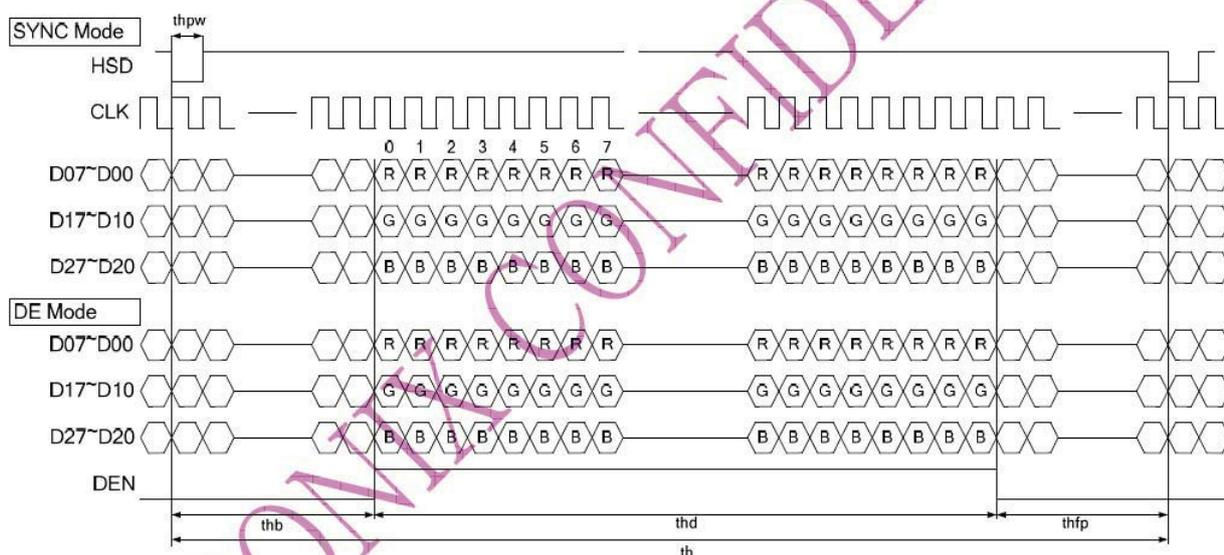 thpw
SYNC Mode
HSD
CLK
0 1 2 3 4 5 6 7
D07~D00 R R R R R R R R R R R R R R R R
D17~D10 G G G G G G G G G G G G G G G G
D27~D20 B B B B B B B B B B B B B B B B
DE Mode
D07~D00 R R R R R R R R R R R R R R R R
D17~D10 G G G G G G G G G G G G G G G G
D27~D20 B B B B B B B B B B B B B B B B
DEN
thb thd thfp
th
ONIX CONFIDE